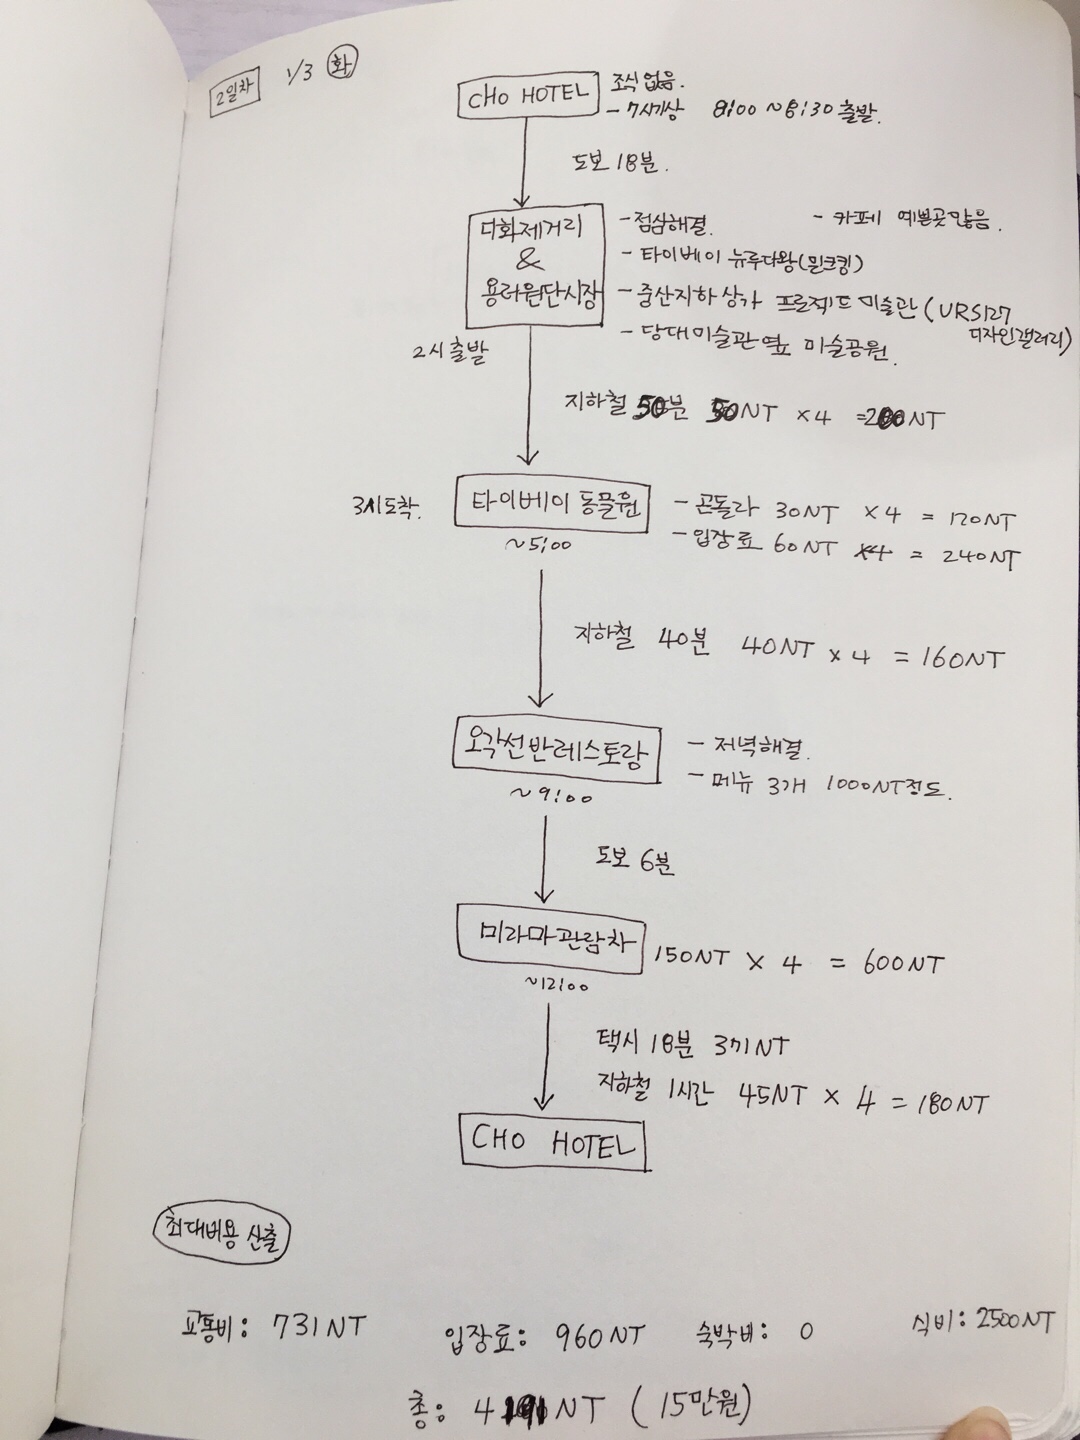 2일차 1/3 화
CHO HOTEL 조식없음.
- 7시기상 8:00 ~ 8:30 출발.
도보 18분.
디화제거리
&
용러원단시장
- 점심해결. - 카페 예쁜곳많음.
- 타이베이 뉴루다왕(밀크킹)
- 중산지하상가 프로젝트 미술관(URS127
디자인갤러리)
- 당대미술관옆 미술공원.
2시출발
지하철 50분 50NT ×4 =200NT
3시도착. 타이베이동물원 - 곤돌라 30NT ×4 = 120NT
- 입장료 60NT ×4 = 240NT
~5:00
지하철 40분 40NT × 4 = 160NT
오각선반레스토랑 - 저녁해결.
- 메뉴 3개 1000NT정도.
~9:00
도보 6분
미라마관람차 150NT × 4 = 600NT
~12:00
택시 18분 371NT
지하철 1시간 45NT × 4 = 180NT
CHO HOTEL
최대비용 산출
교통비: 731NT 입장료: 960NT 숙박비: 0 식비: 2500NT
총: 4191NT (15만원)